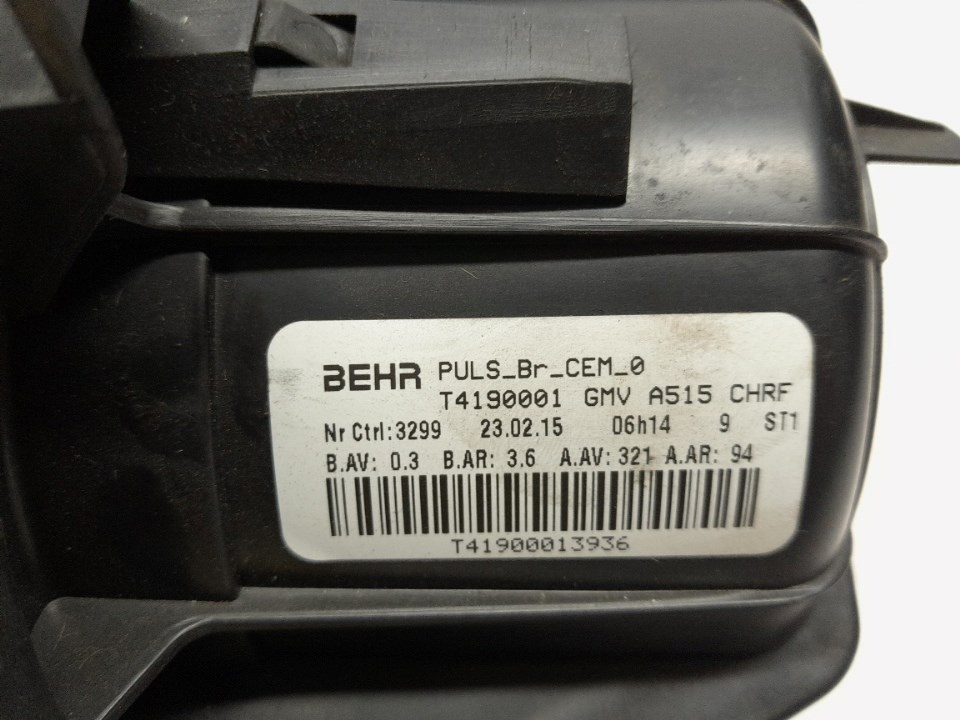 BEHR PULS_Br_CEM_0
T4190001 GMV A515 CHRF
Nr Ctrl:3299 23.02.15 06h14 9 ST1
B.AV: 0.3 B.AR: 3.6 A.AV: 321 A.AR: 94
T41900013936